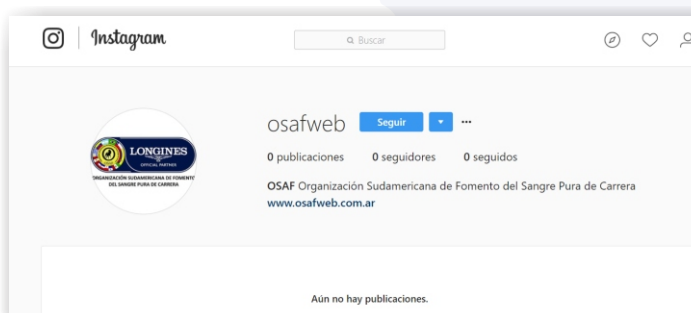 Instagram
Buscar
osafweb Seguir ...
0 publicaciones 0 seguidores 0 seguidos
OSAF Organización Sudamericana de Fomento del Sangre Pura de Carrera
www.osafweb.com.ar
LONGINES
OFFICIAL PARTNER
ORGANIZACIÓN SUDAMERICANA DE FOMENTO
DEL SANGRE PURA DE CARRERA
Aún no hay publicaciones.